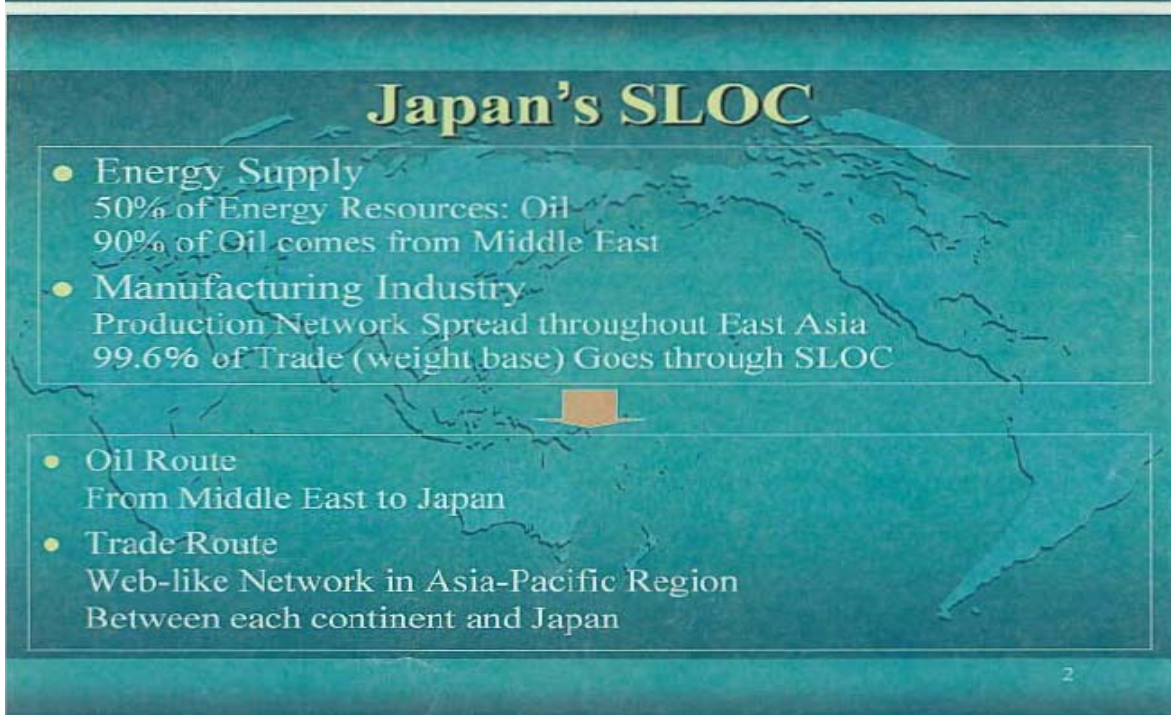 Japan's SLOC
• Energy Supply
50% of Energy Resources: Oil
90% of Oil comes from Middle East
• Manufacturing Industry
Production Network Spread throughout East Asia
99.6% of Trade (weight base) Goes through SLOC
• Oil Route
From Middle East to Japan
• Trade Route
Web-like Network in Asia-Pacific Region
Between each continent and Japan
2